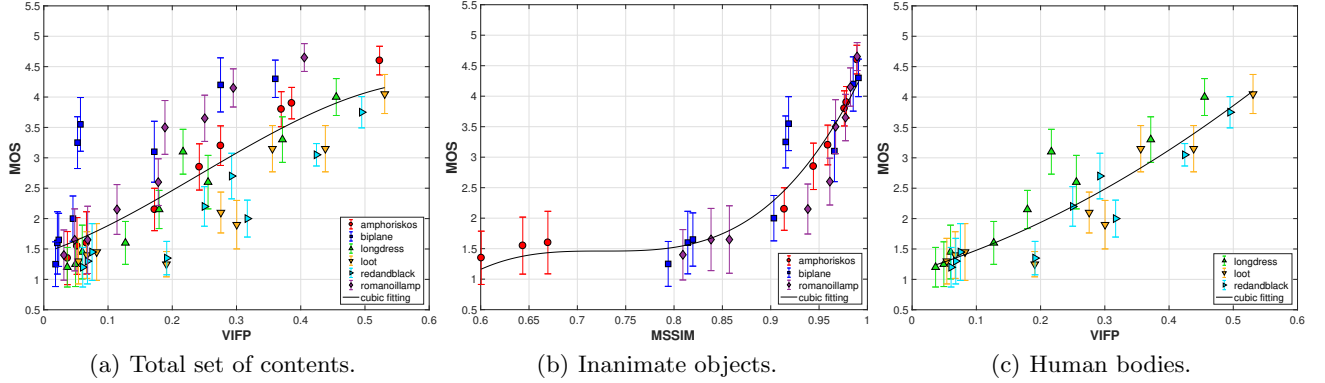 5.5
5
4.5
4
3.5
3
2.5
2
1.5
1
0.5
MOS
0 0.1 0.2 0.3 0.4 0.5 0.6
VIFP
amphoriskos
biplane
longdress
loot
redandblack
romanoillamp
cubic fitting
(a) Total set of contents.
5.5
5
4.5
4
3.5
3
2.5
2
1.5
1
0.5
MOS
0.6 0.65 0.7 0.75 0.8 0.85 0.9 0.95 1
MSSIM
amphoriskos
biplane
romanoillamp
cubic fitting
(b) Inanimate objects.
5.5
5
4.5
4
3.5
3
2.5
2
1.5
1
0.5
MOS
0 0.1 0.2 0.3 0.4 0.5 0.6
VIFP
longdress
loot
redandblack
cubic fitting
(c) Human bodies.